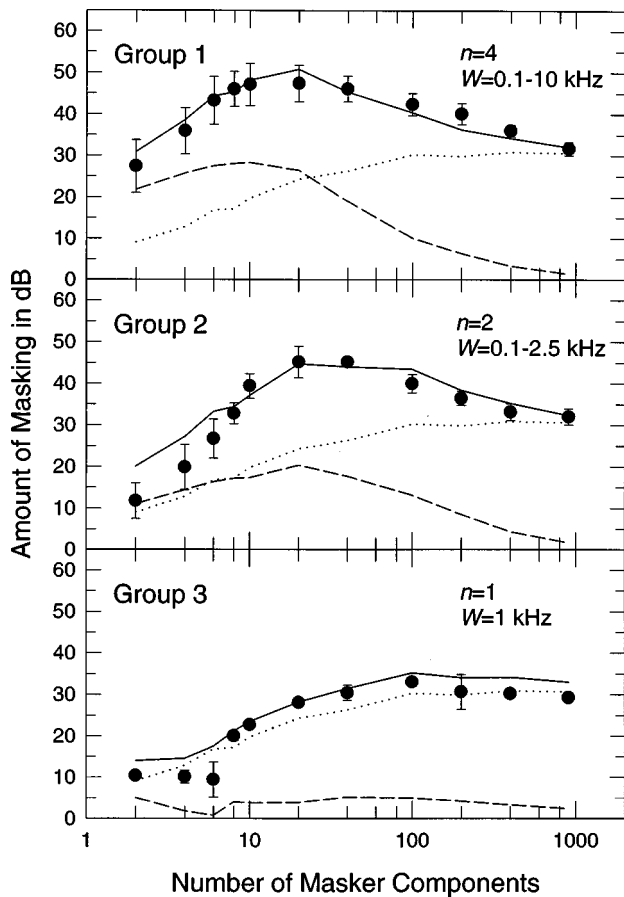 Amount of Masking in dB
60
50
40
30
20
10
0
Group 1
n=4
W=0.1-10 kHz
60
50
40
30
20
10
0
Group 2
n=2
W=0.1-2.5 kHz
60
50
40
30
20
10
0
Group 3
n=1
W=1 kHz
1
10
100
1000
Number of Masker Components